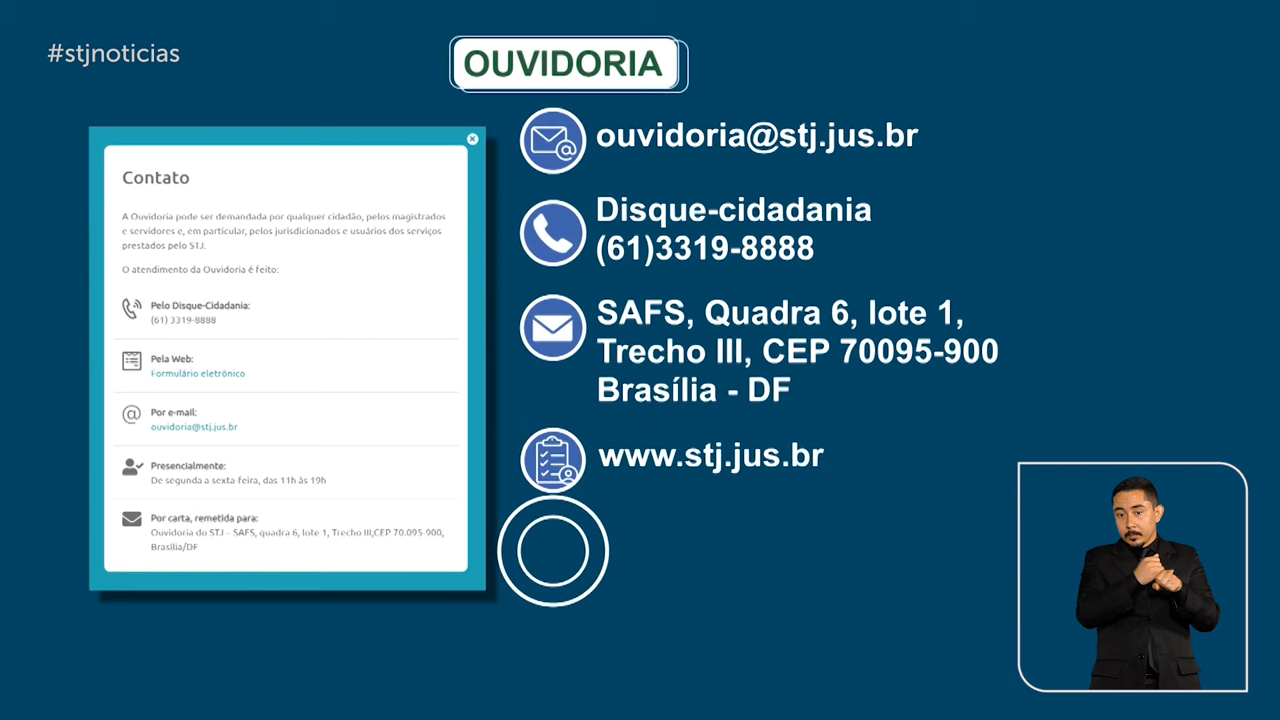 #stjnoticias
OUVIDORIA
Contato
A Ouvidoria pode ser demandada por qualquer cidadão, pelos magistrados
e servidores e, em particular, pelos jurisdicionados e usuários dos serviços
prestados pelo STJ.
O atendimento da Ouvidoria é feito:
Pelo Disque-Cidadania:
(61) 3319-8888
Pela Web:
Formulário eletrônico
Por e-mail:
ouvidoria@stj.jus.br
Presencialmente:
De segunda a sexta-feira, das 11h às 19h
Por carta, remetida para:
Ouvidoria do STJ – SAFS, quadra 6, lote 1, Trecho III,CEP 70.095-900,
Brasília/DF
ouvidoria@stj.jus.br
Disque-cidadania
(61)3319-8888
SAFS, Quadra 6, lote 1,
Trecho III, CEP 70095-900
Brasília - DF
www.stj.jus.br